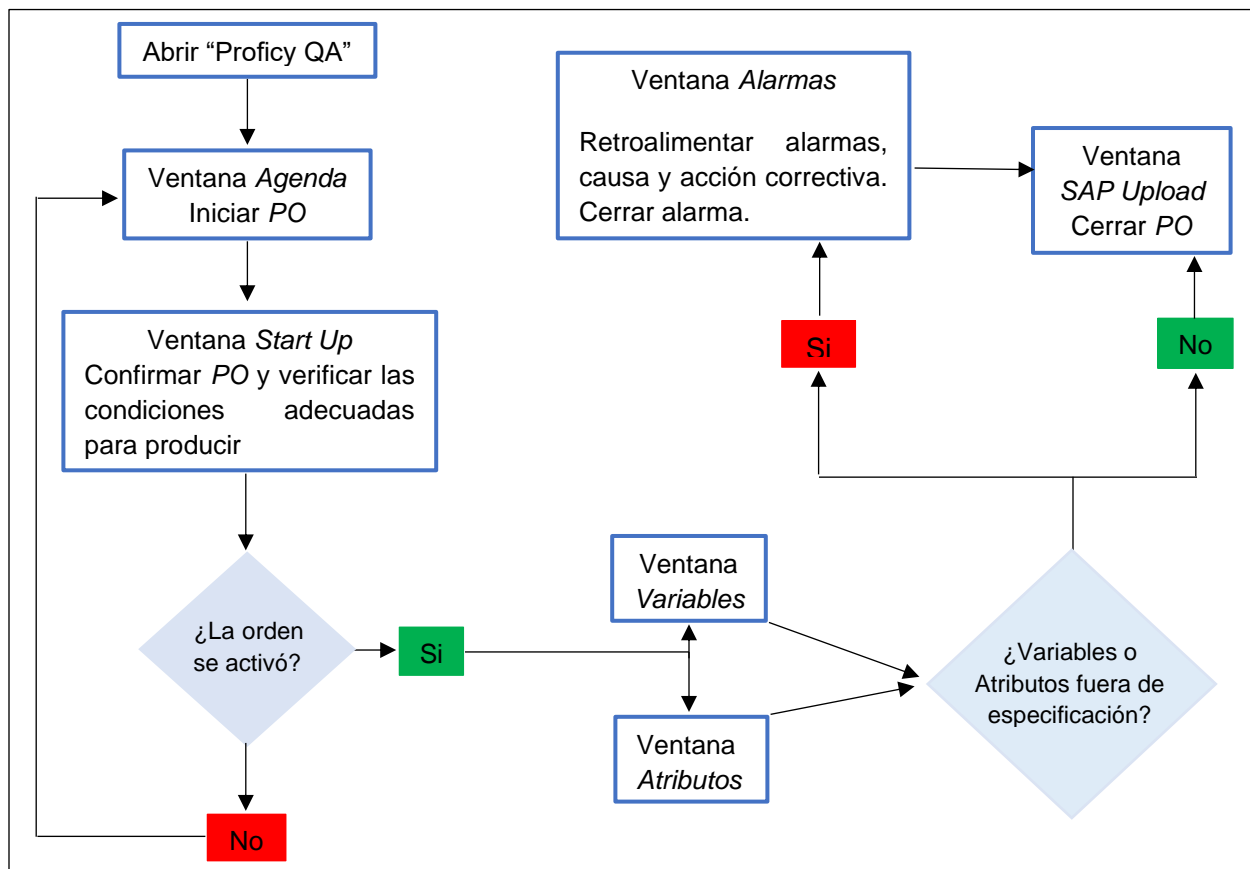 Abrir “Proficy QA”
Ventana Agenda
Iniciar PO
Ventana Start Up
Confirmar PO y verificar las
condiciones adecuadas
para producir
¿La orden
se activó?
No
Si
Ventana
Variables
Ventana
Atributos
¿Variables o
Atributos fuera de
especificación?
Si
No
Ventana Alarmas
Retroalimentar alarmas,
causa y acción correctiva.
Cerrar alarma.
Ventana
SAP Upload
Cerrar PO